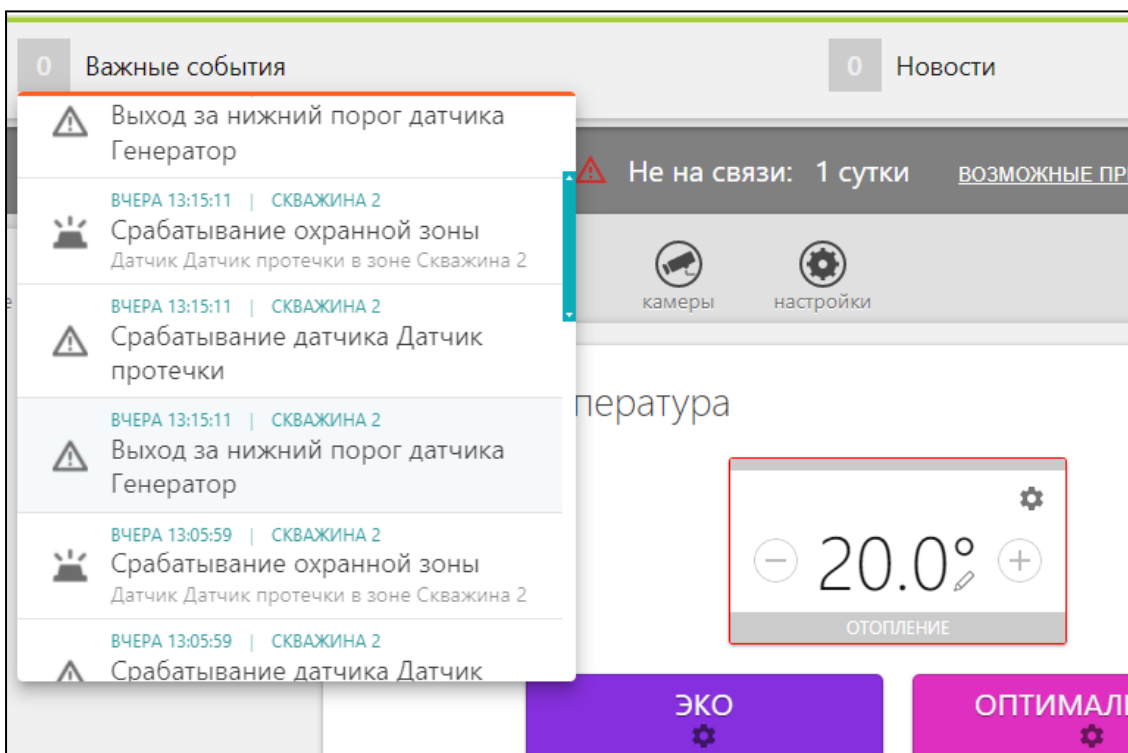 0 Важные события
0 Новости
Выход за нижний порог датчика
Генератор
ВЧЕРА 13:15:11 | СКВАЖИНА 2
Срабатывание охранной зоны
Датчик Датчик протечки в зоне Скважина 2
ВЧЕРА 13:15:11 | СКВАЖИНА 2
Срабатывание датчика Датчик
протечки
ВЧЕРА 13:15:11 | СКВАЖИНА 2
Выход за нижний порог датчика
Генератор
ВЧЕРА 13:05:59 | СКВАЖИНА 2
Срабатывание охранной зоны
Датчик Датчик протечки в зоне Скважина 2
ВЧЕРА 13:05:59 | СКВАЖИНА 2
Срабатывание датчика Датчик
Не на связи: 1 сутки ВОЗМОЖНЫЕ ПР
камеры
настройки
пература
20.0°
ОТОПЛЕНИЕ
ЭКО
ОПТИМАЛ